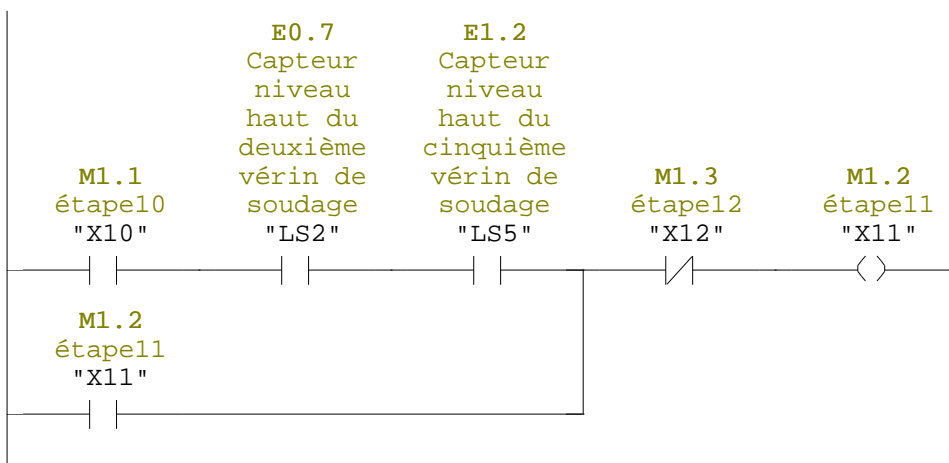 E0.7
Capteur
niveau
haut du
deuxième
vérin de
soudage
"LS2"
E1.2
Capteur
niveau
haut du
cinquième
vérin de
soudage
"LS5"
M1.1
étape10
"X10"
M1.3
étape12
"X12"
M1.2
étape11
"X11"
M1.2
étape11
"X11"